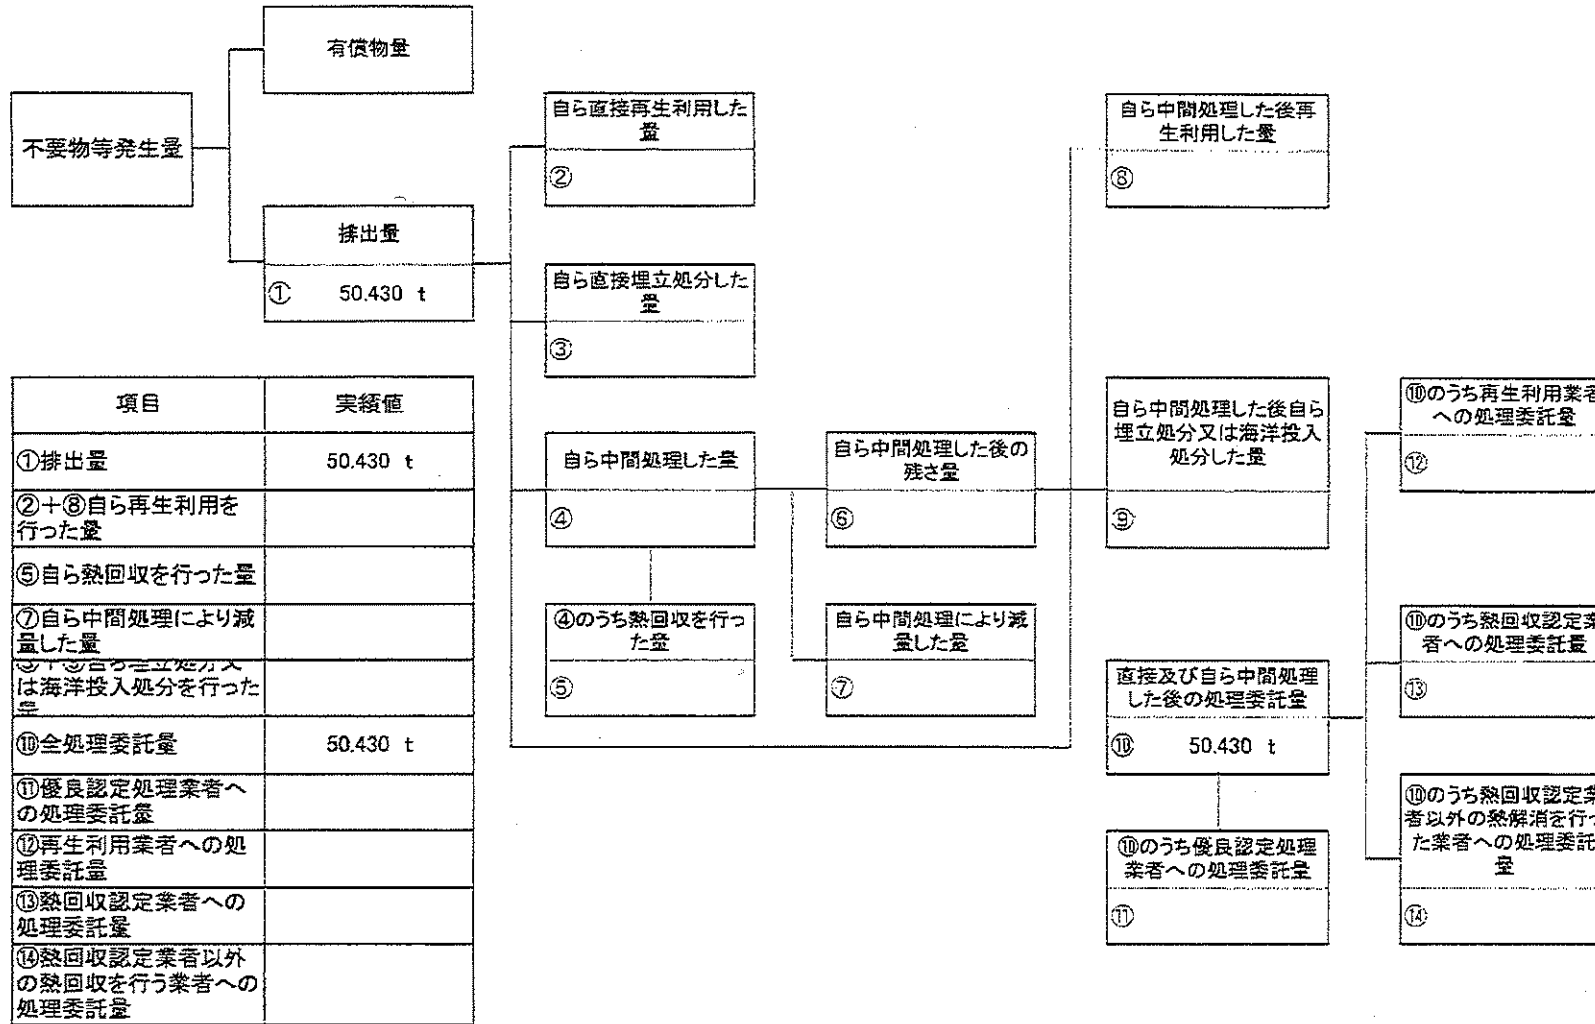 有償物量
不要物等発生量
排出量
① 50.430 t
自ら直接再生利用した
量
②
自ら直接埋立処分した
量
③
自ら中間処理した量
④
④のうち熱回収を行っ
た量
⑤
自ら中間処理した後の
残さ量
⑥
自ら中間処理により減
量した量
⑦
自ら中間処理した後再
生利用した量
⑧
自ら中間処理した後自ら
埋立処分又は海洋投入
処分した量
⑨
直接及び自ら中間処理
した後の処理委託量
⑩ 50.430 t
⑩のうち優良認定処理
業者への処理委託量
⑪
⑩のうち再生利用業者
への処理委託量
⑫
⑩のうち熱回収認定業
者への処理委託量
⑬
⑩のうち熱回収認定業
者以外の熱解消を行っ
た業者への処理委託
量
⑭
項目 実績値
①排出量 50.430 t
②+⑧自ら再生利用を
行った量
⑤自ら熱回収を行った量
⑦自ら中間処理により減
量した量
③+⑨自ら埋立処分又
は海洋投入処分を行った
量
⑩全処理委託量 50.430 t
⑪優良認定処理業者へ
の処理委託量
⑫再生利用業者への処
理委託量
⑬熱回収認定業者への
処理委託量
⑭熱回収認定業者以外
の熱回収を行う業者への
処理委託量